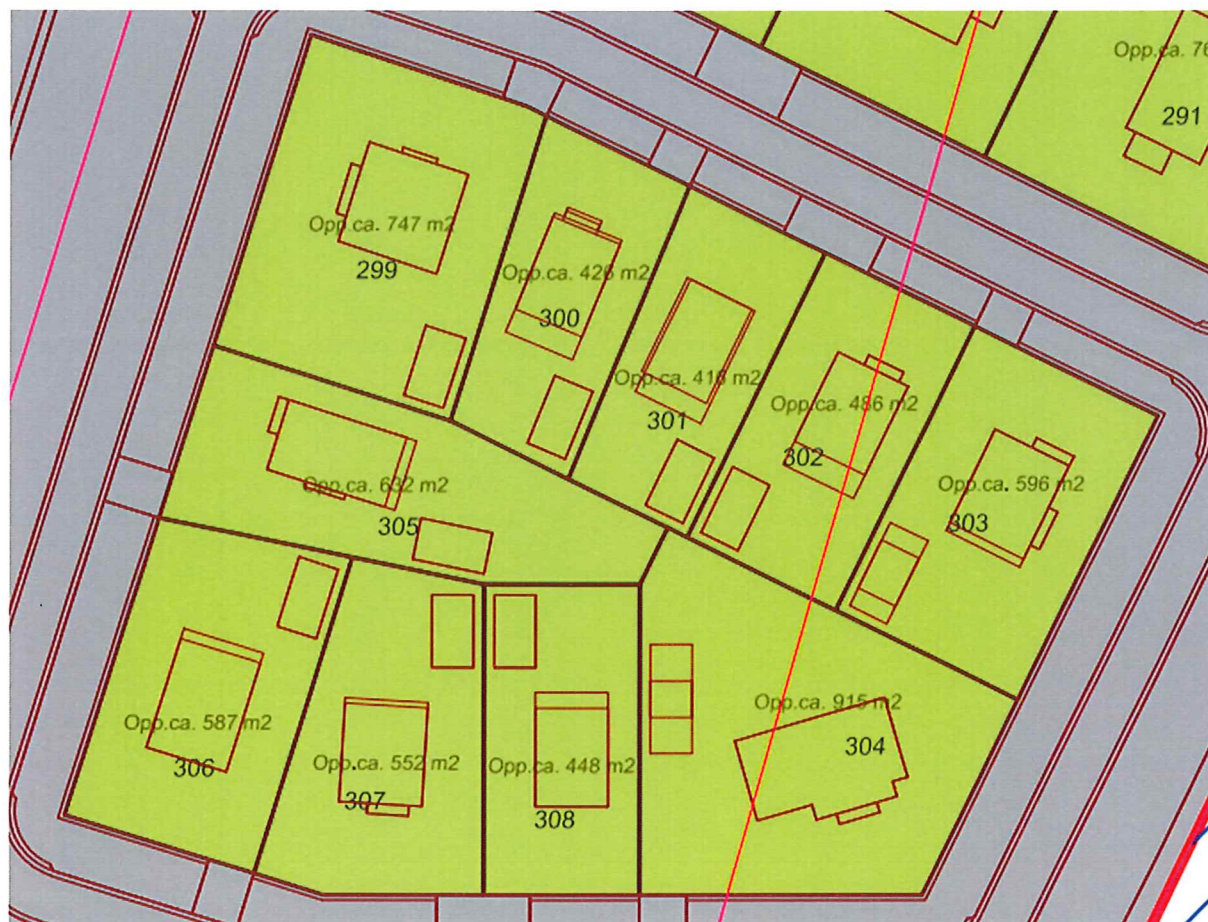 Opp.ca. 76
291
Opp.ca. 747 m2
299
Opp.ca. 426 m2
300
Opp.ca. 418 m2
301
Opp.ca. 486 m2
302
Opp.ca. 596 m2
303
Opp.ca. 632 m2
305
Opp.ca. 915 m2
304
Opp.ca. 587 m2
306
Opp.ca. 552 m2
307
Opp.ca. 448 m2
308